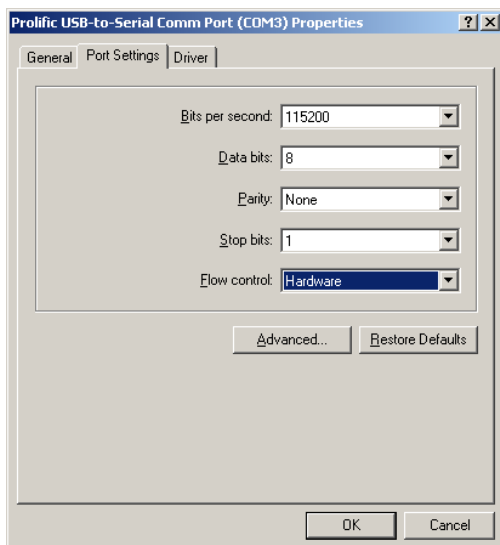 Prolific USB-to-Serial Comm Port (COM3) Properties
General Port Settings Driver
Bits per second: 115200
Data bits: 8
Parity: None
Stop bits: 1
Flow control: Hardware
Advanced... Restore Defaults
OK Cancel